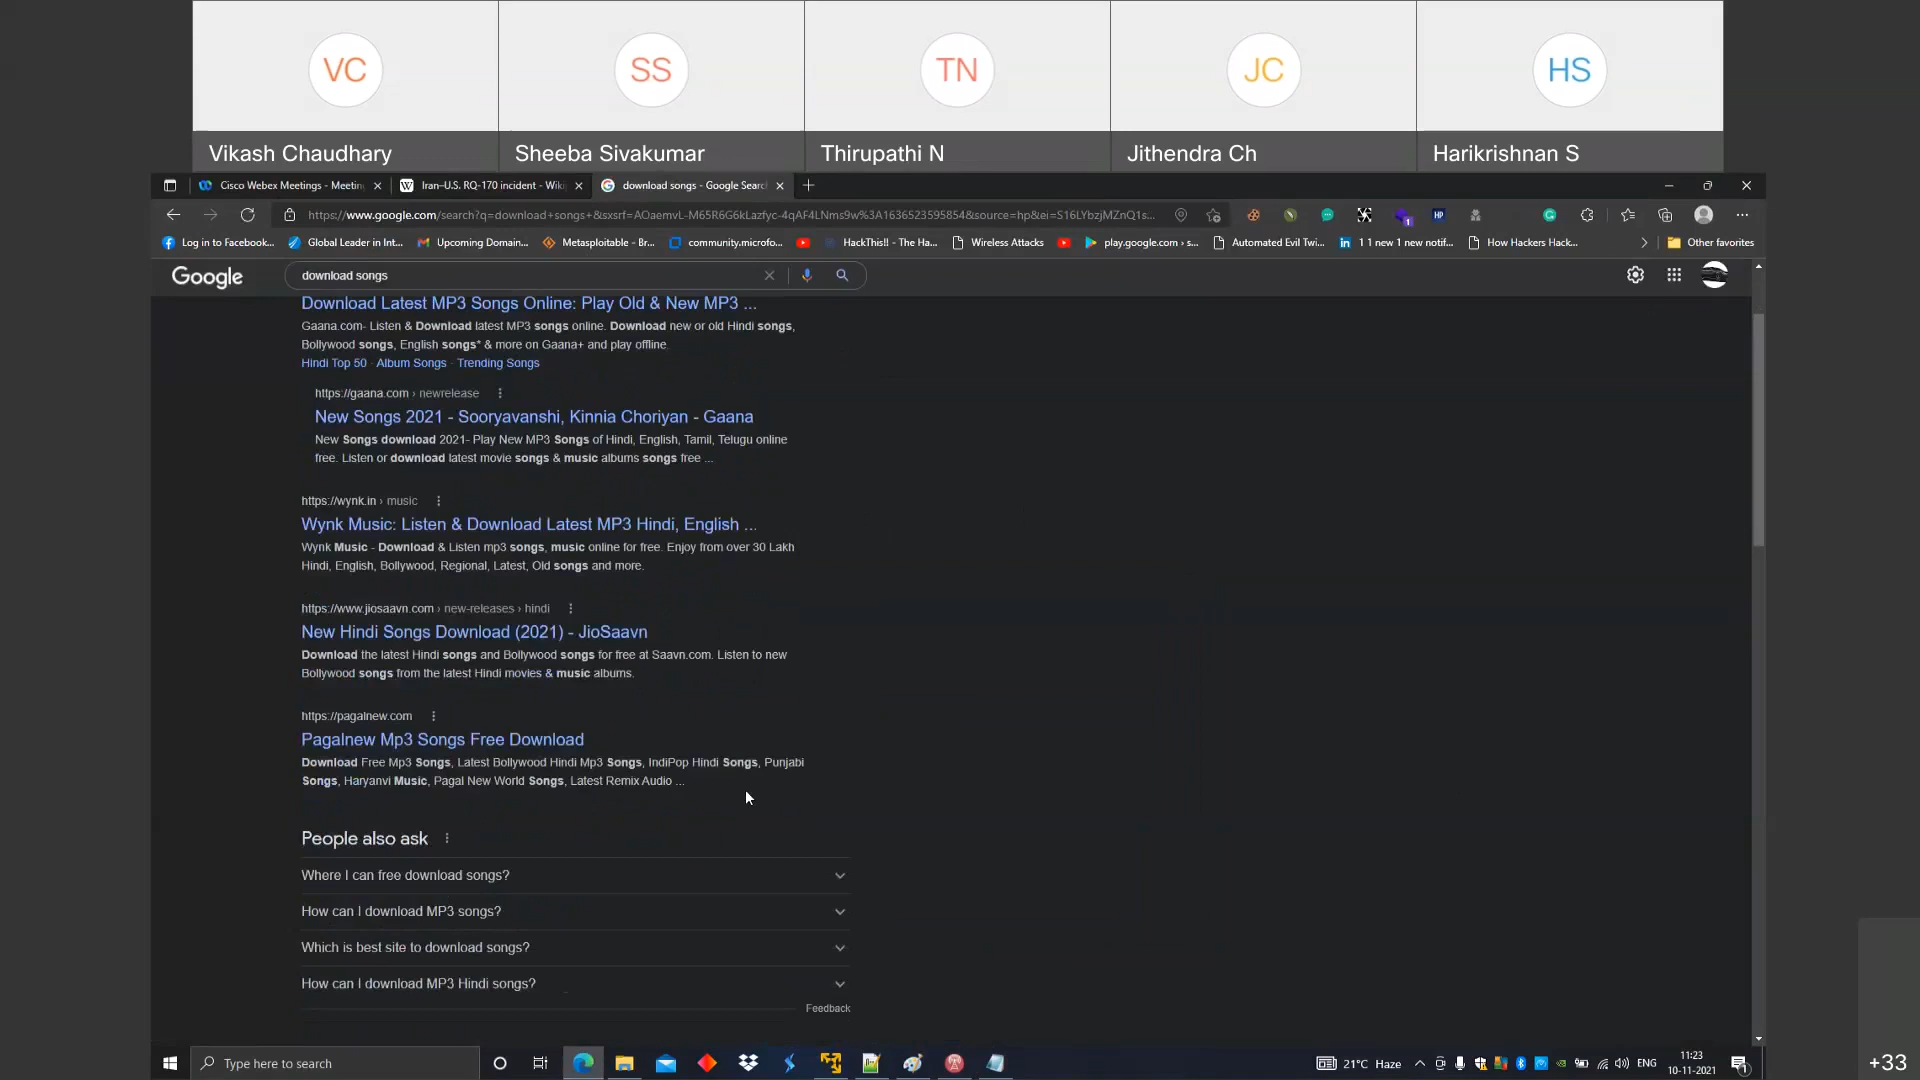 VC
SS
TN
JC
HS
Vikash Chaudhary
Sheeba Sivakumar
Thirupathi N
Jithendra Ch
Harikrishnan S
Cisco Webex Meetings - Meetin
Iran–U.S. RQ-170 incident - Wiki
download songs - Google Search
https://www.google.com/search?q=download+songs+&sxsrf=AOaemvL-M65R6G6kLazfyc-4qAF4LNms9w%3A1636523595854&source=hp&ei=S16LYbzjMZnQ1s...
Log in to Facebook...
Global Leader in Int...
Upcoming Domain...
Metasploitable - Br...
community.microfo...
HackThis!! - The Ha...
Wireless Attacks
play.google.com › s...
Automated Evil Twi...
1 1 new 1 new notif...
How Hackers Hack...
Other favorites
Google
download songs
Download Latest MP3 Songs Online: Play Old & New MP3 ...
Gaana.com- Listen & Download latest MP3 songs online. Download new or old Hindi songs,
Bollywood songs, English songs* & more on Gaana+ and play offline.
Hindi Top 50 · Album Songs · Trending Songs
https://gaana.com › newrelease
New Songs 2021 - Sooryavanshi, Kinnia Choriyan - Gaana
New Songs download 2021- Play New MP3 Songs of Hindi, English, Tamil, Telugu online
free. Listen or download latest movie songs & music albums songs free ...
https://wynk.in › music
Wynk Music: Listen & Download Latest MP3 Hindi, English ...
Wynk Music - Download & Listen mp3 songs, music online for free. Enjoy from over 30 Lakh
Hindi, English, Bollywood, Regional, Latest, Old songs and more.
https://www.jiosaavn.com › new-releases › hindi
New Hindi Songs Download (2021) - JioSaavn
Download the latest Hindi songs and Bollywood songs for free at Saavn.com. Listen to new
Bollywood songs from the latest Hindi movies & music albums.
https://pagalnew.com
Pagalnew Mp3 Songs Free Download
Download Free Mp3 Songs, Latest Bollywood Hindi Mp3 Songs, IndiPop Hindi Songs, Punjabi
Songs, Haryanvi Music, Pagal New World Songs, Latest Remix Audio ...
People also ask
Where I can free download songs?
How can I download MP3 songs?
Which is best site to download songs?
How can I download MP3 Hindi songs?
Feedback
Type here to search
21°C Haze
ENG
11:23
10-11-2021
+33